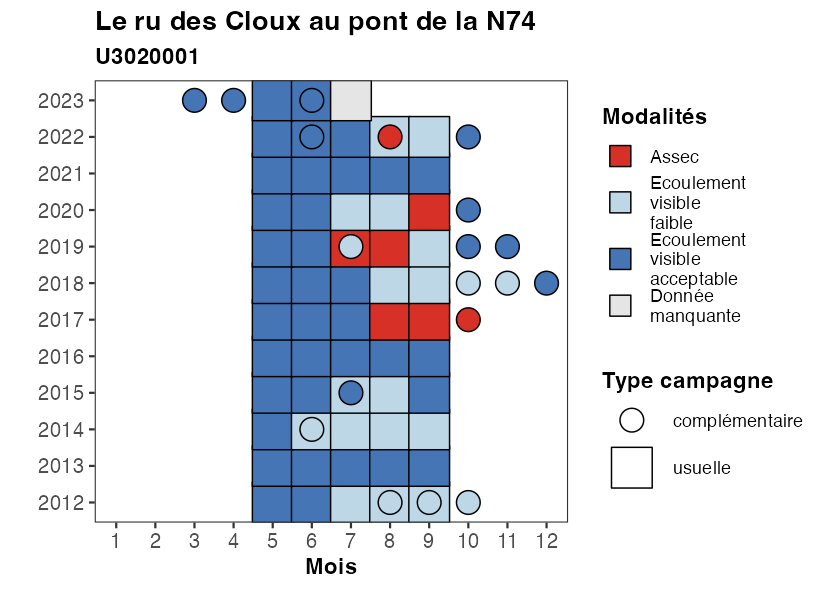 Le ru des Cloux au pont de la N74
U3020001
2023
2022
2021
2020
2019
2018
2017
2016
2015
2014
2013
2012
1 2 3 4 5 6 7 8 9 10 11 12
Mois
Modalités
Assec
Ecoulement
visible
faible
Ecoulement
visible
acceptable
Donnée
manquante
Type campagne
complémentaire
usuelle